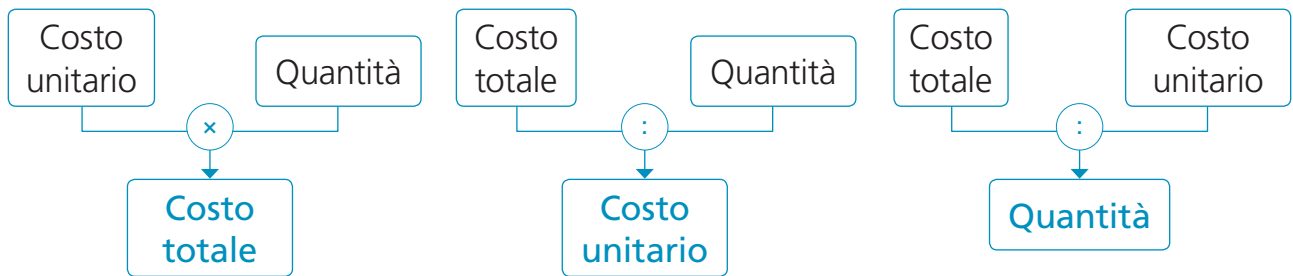 Costo
unitario
Quantità
×
Costo
totale
Costo
totale
Quantità
:
Costo
unitario
Costo
totale
Costo
unitario
:
Quantità